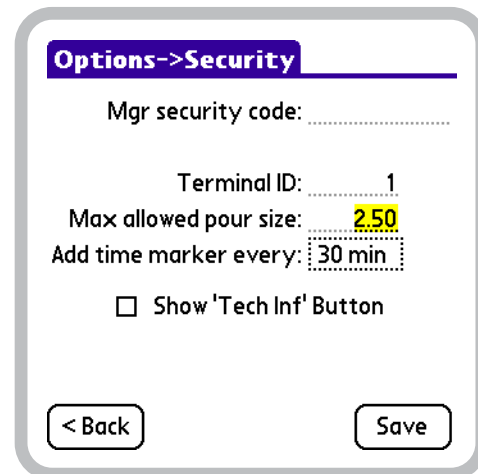 Options->Security
Mgr security code:
Terminal ID: 1
Max allowed pour size: 2.50
Add time marker every: 30 min
Show 'Tech Inf' Button
< Back Save